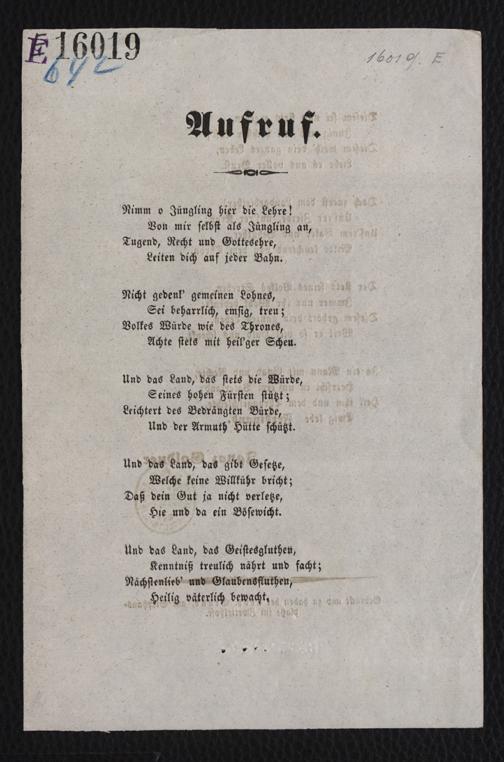 E 16019
642
16019. E
Aufruf.
Nimm o Jüngling hier die Lehre!
Von mir selbst als Jüngling an,
Tugend, Recht und Gottesehre,
Leiten dich auf jeder Bahn.
Nicht gedenk' gemeinen Lohnes,
Sei beharrlich, emsig, treu;
Volkes Würde wie des Thrones,
Achte stets mit heil'ger Scheu.
Und das Land, das stets die Würde,
Seines hohen Fürsten stützt;
Leichtert des Bedrängten Bürde,
Und der Armuth Hütte schützt.
Und das Land, das gibt Gesetze,
Welche keine Willkühr bricht;
Daß dein Gut ja nicht verletze,
Hie und da ein Bösewicht.
Und das Land, das Geistesgluthen,
Kenntniß treulich nährt und facht;
Nächstenlieb' und Glaubensfluthen,
Heilig väterlich bewacht.